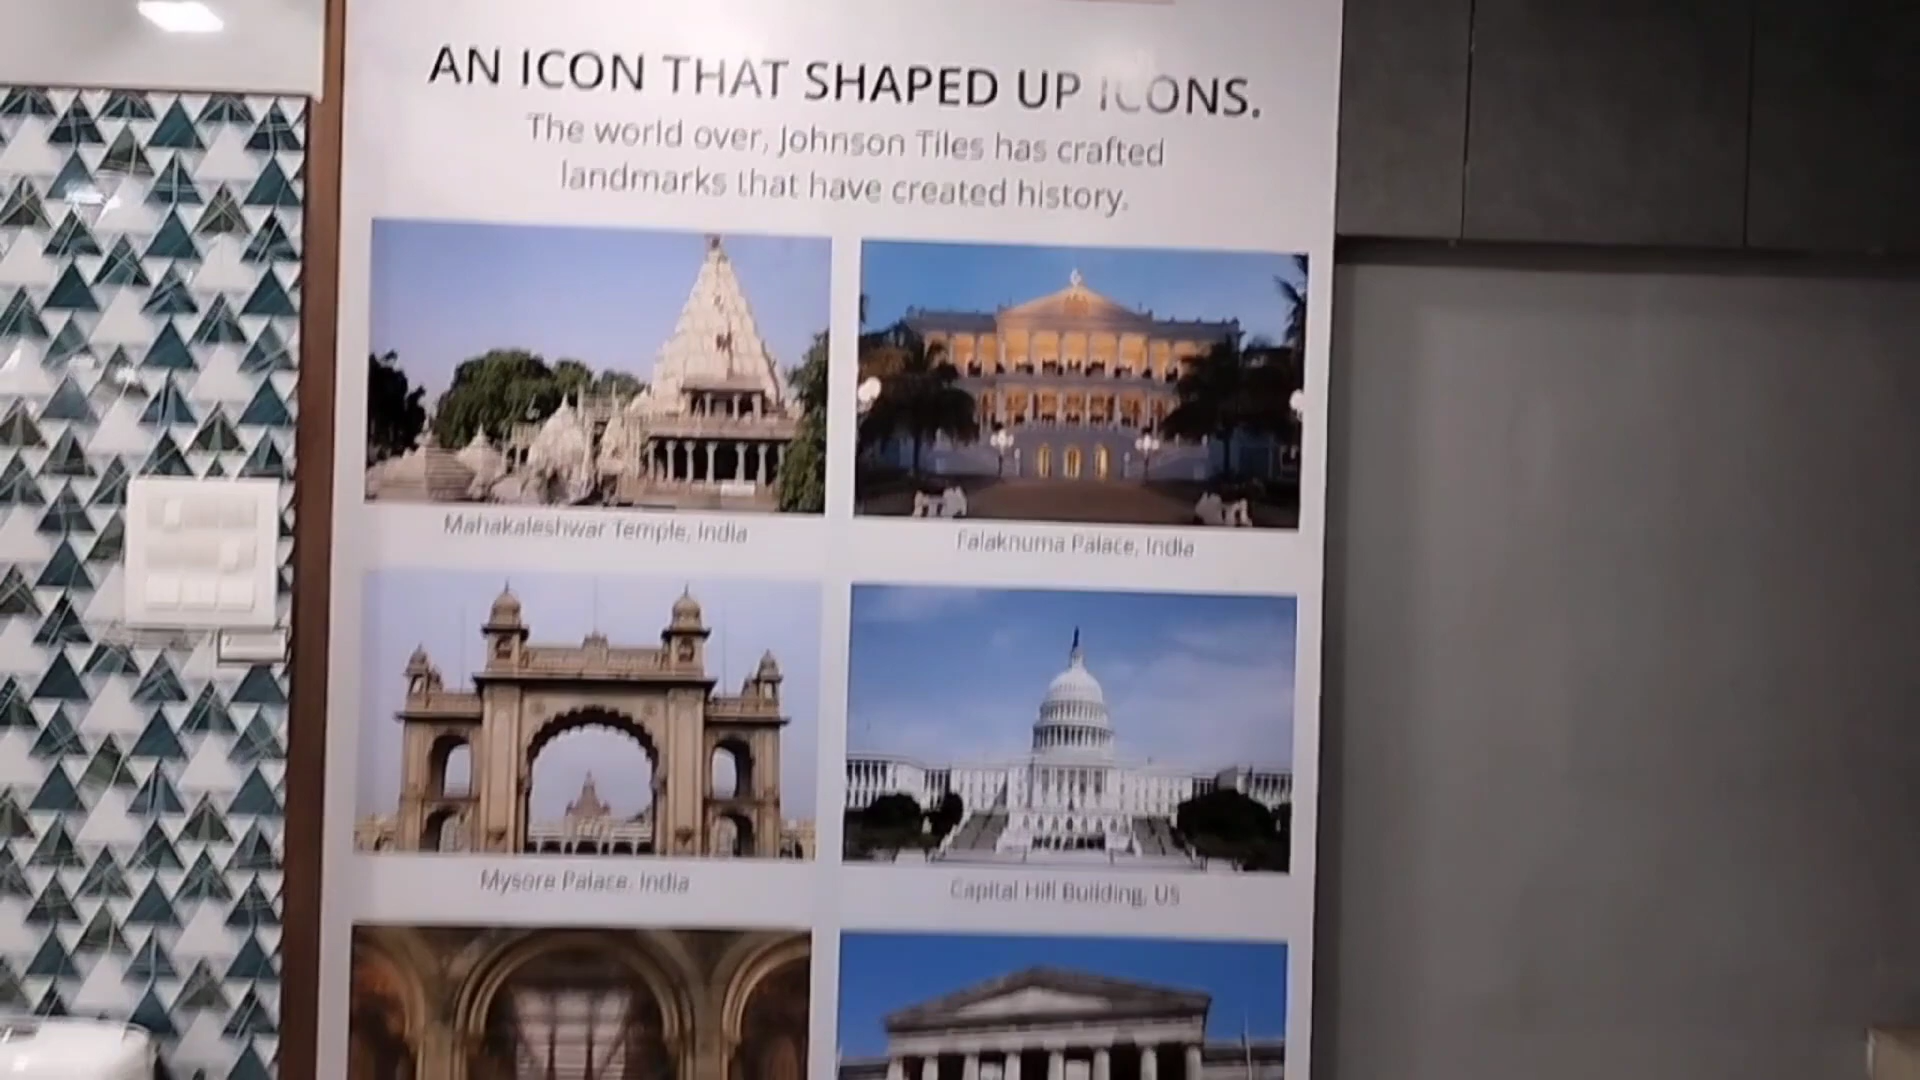 AN ICON THAT SHAPED UP ICONS.
The world over, Johnson Tiles has crafted
landmarks that have created history.
Mahakaleshwar Temple, India
Falaknuma Palace, India
Mysore Palace, India
Capital Hill Building, US